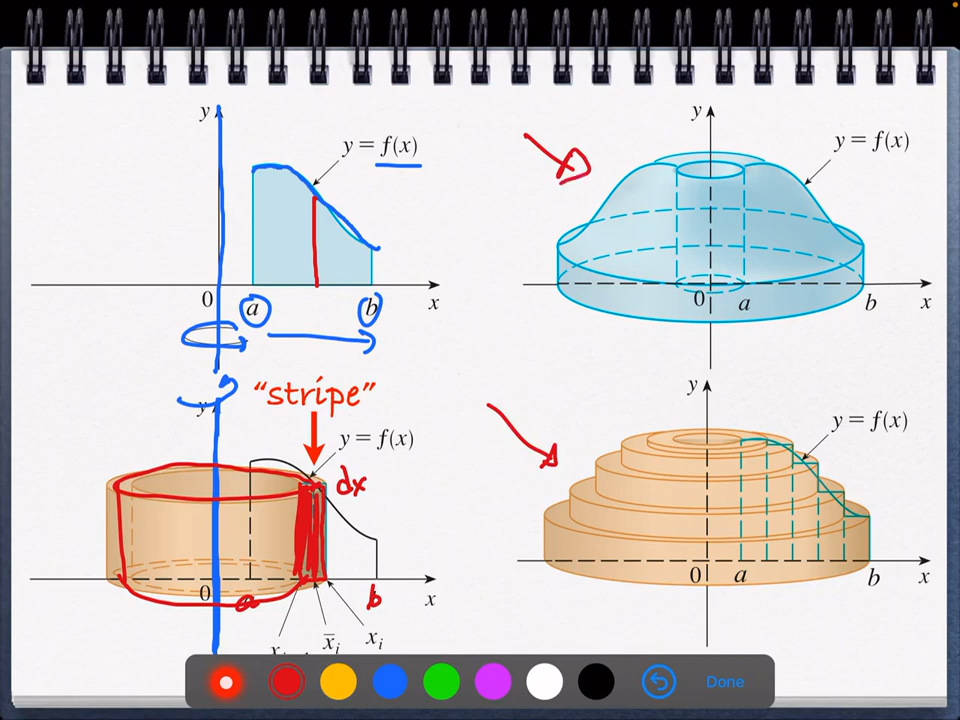 y
y = f(x)
0
a
b
x
y
y = f(x)
0
a
b
x
"stripe"
y
y = f(x)
dx
0
a
b
x
x̄ᵢ
xᵢ
y
y = f(x)
0
a
b
x
Done